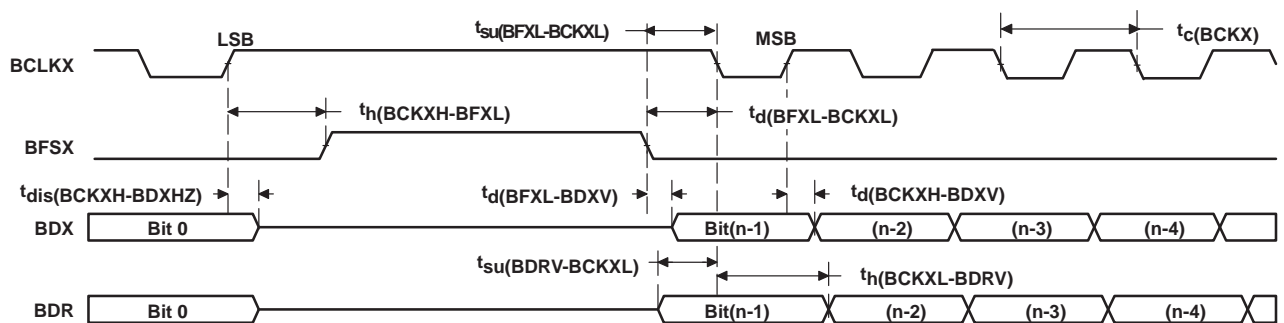 LSB
tsu(BFXL-BCKXL)
MSB
tc(BCKX)
BCLKX
th(BCKXH-BFXL)
td(BFXL-BCKXL)
BFSX
tdis(BCKXH-BDXHZ)
td(BFXL-BDXV)
td(BCKXH-BDXV)
BDX Bit 0 Bit(n-1) (n-2) (n-3) (n-4)
tsu(BDRV-BCKXL)
th(BCKXL-BDRV)
BDR Bit 0 Bit(n-1) (n-2) (n-3) (n-4)